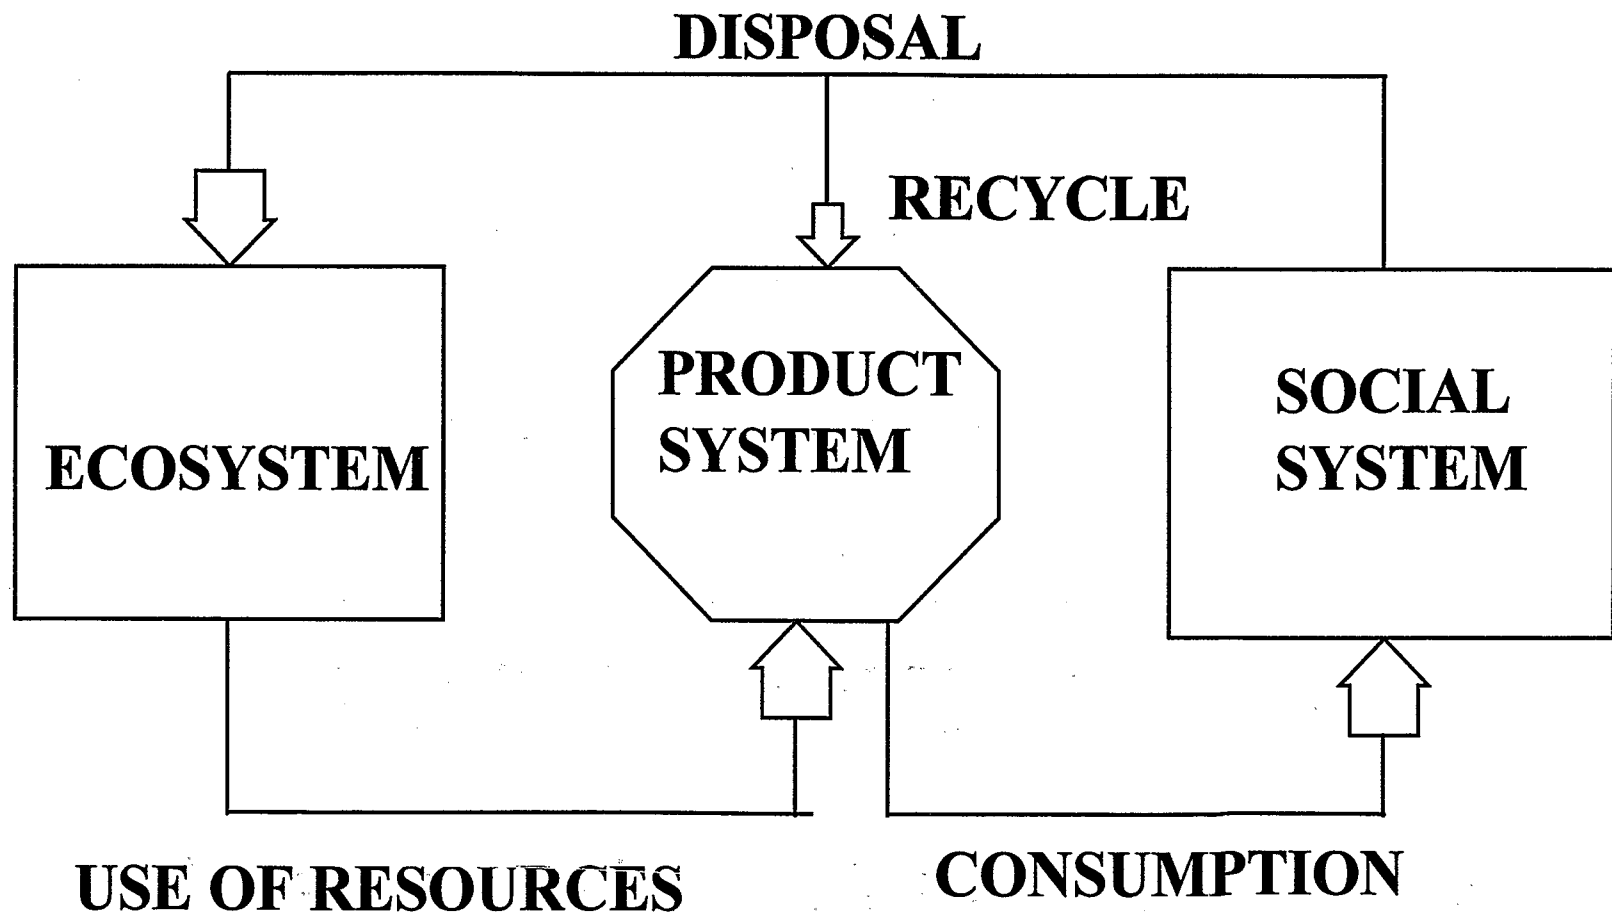 DISPOSAL
RECYCLE
ECOSYSTEM
PRODUCT
SYSTEM
SOCIAL
SYSTEM
USE OF RESOURCES
CONSUMPTION